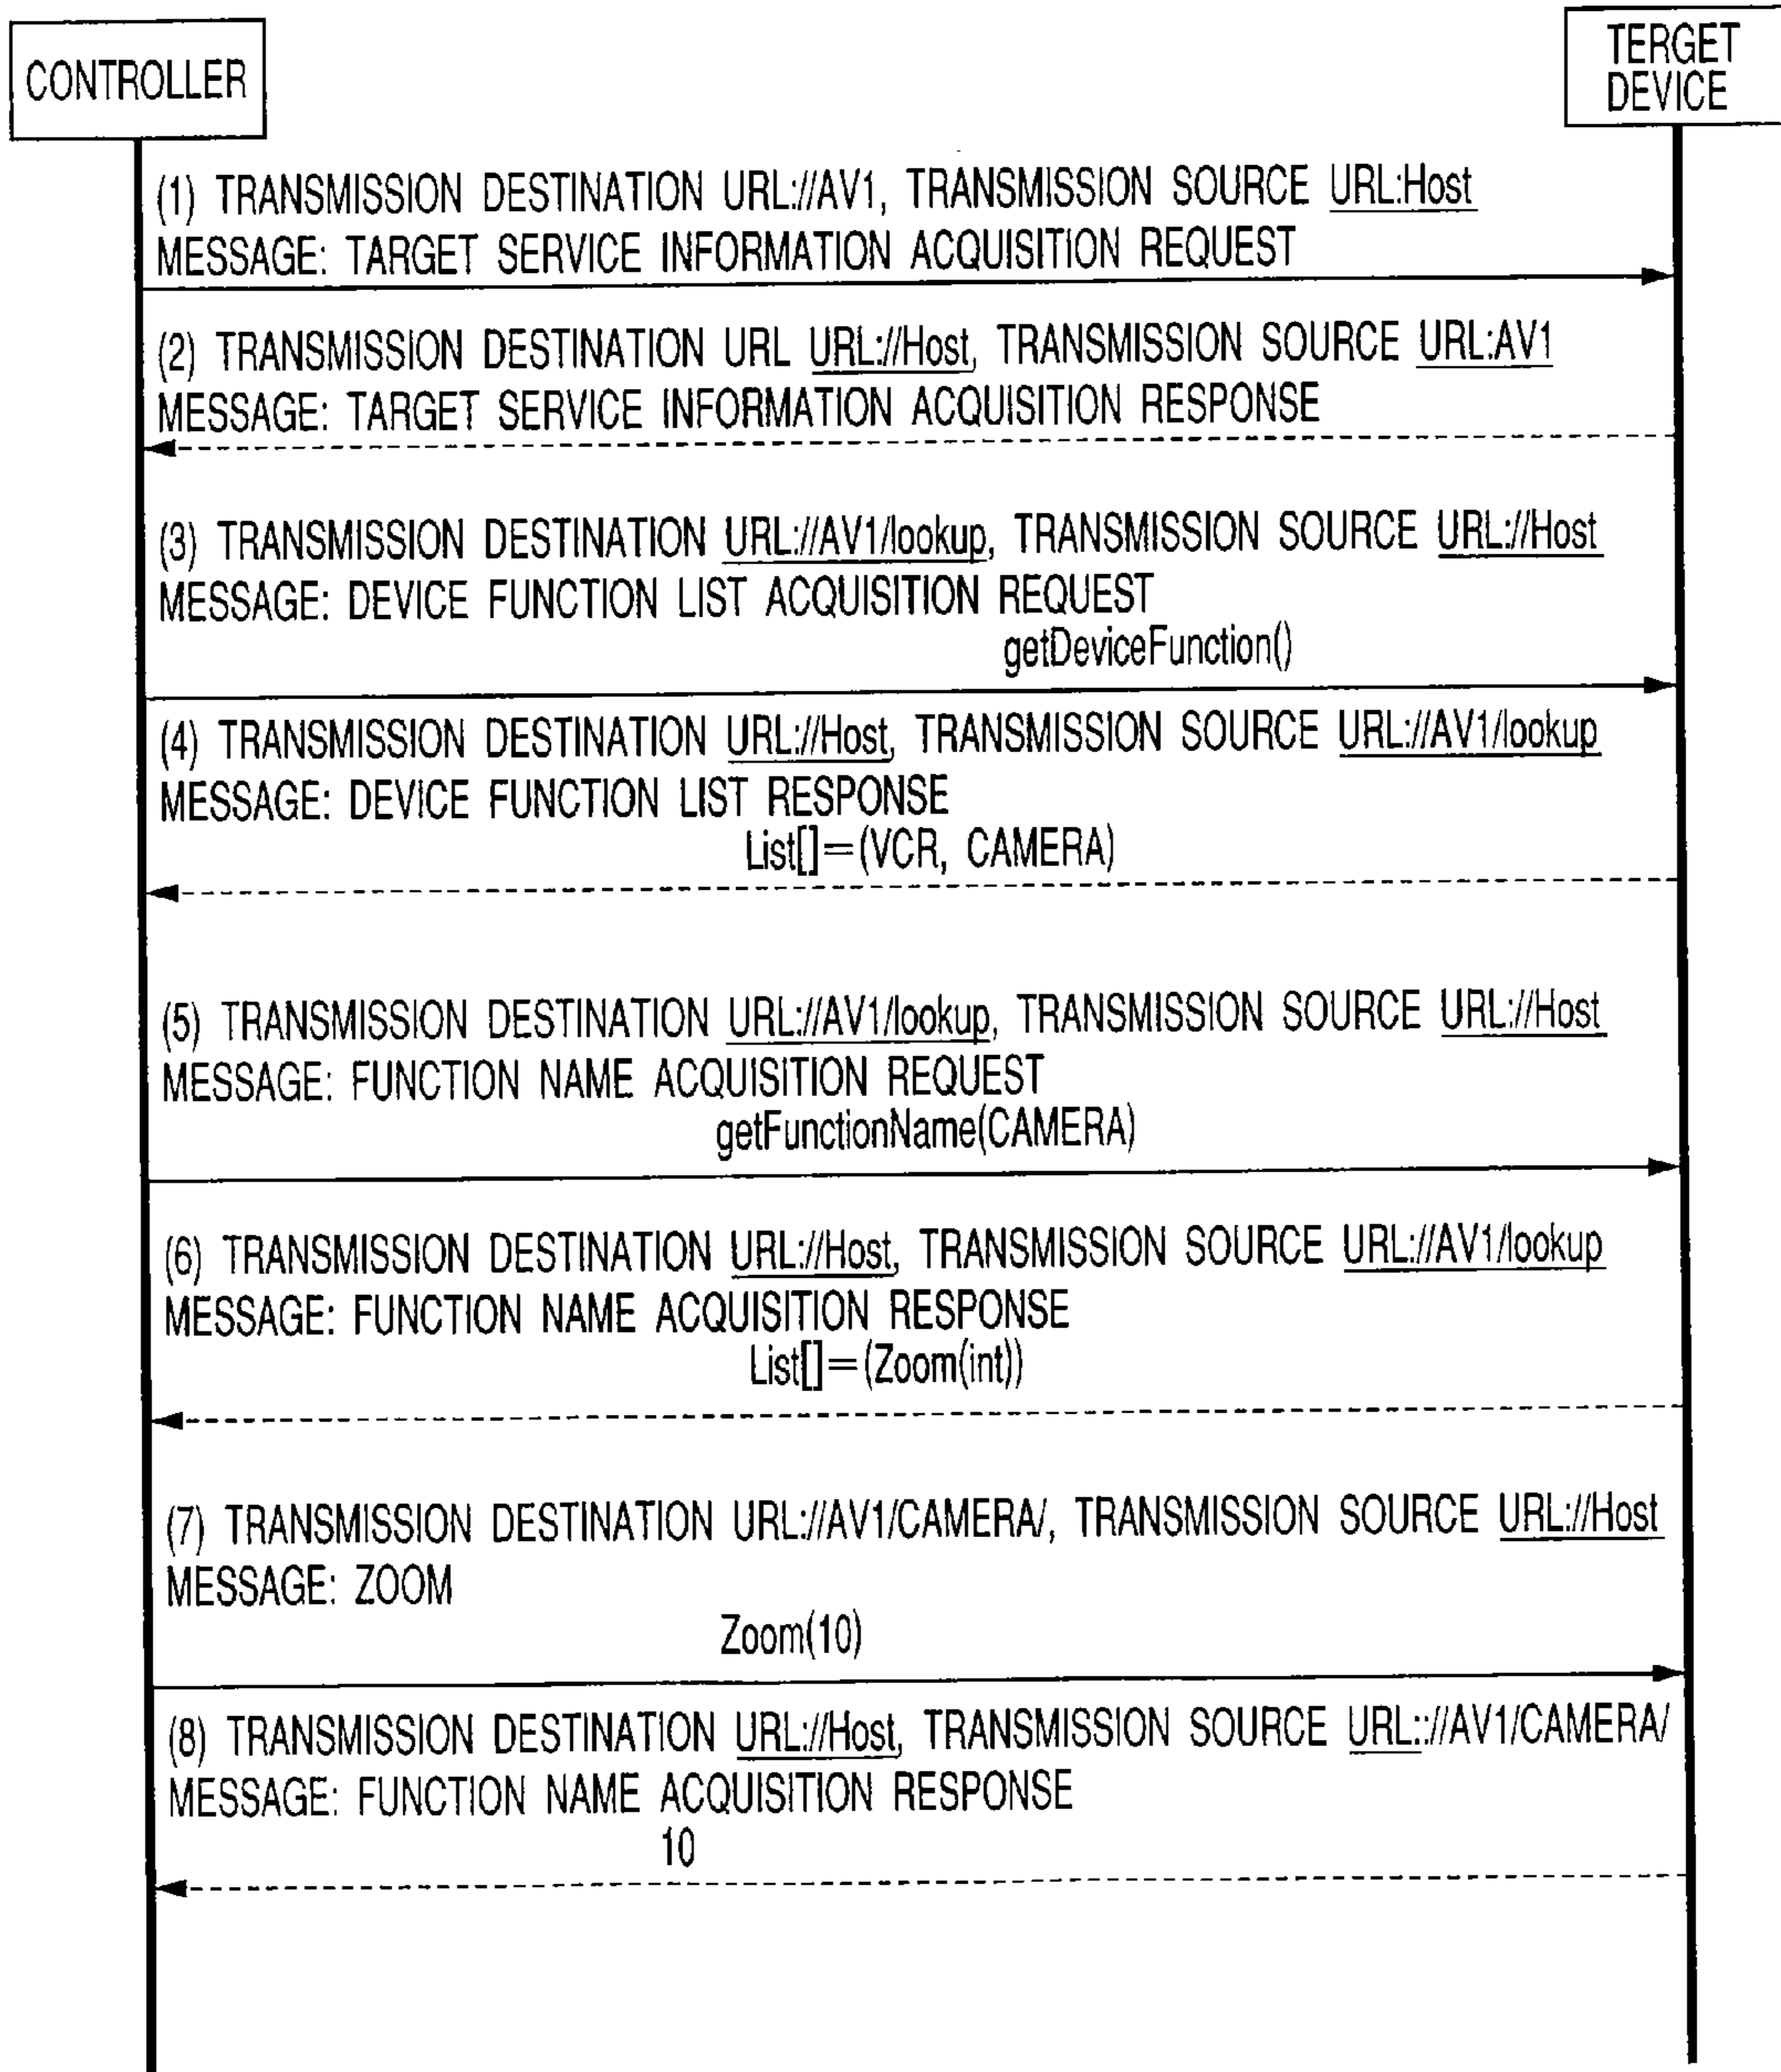 CONTROLLER
TERGET
DEVICE
(1) TRANSMISSION DESTINATION URL://AV1, TRANSMISSION SOURCE URL:Host
MESSAGE: TARGET SERVICE INFORMATION ACQUISITION REQUEST
(2) TRANSMISSION DESTINATION URL URL://Host, TRANSMISSION SOURCE URL:AV1
MESSAGE: TARGET SERVICE INFORMATION ACQUISITION RESPONSE
(3) TRANSMISSION DESTINATION URL://AV1/lookup, TRANSMISSION SOURCE URL://Host
MESSAGE: DEVICE FUNCTION LIST ACQUISITION REQUEST
getDeviceFunction()
(4) TRANSMISSION DESTINATION URL://Host, TRANSMISSION SOURCE URL://AV1/lookup
MESSAGE: DEVICE FUNCTION LIST RESPONSE
List[]=(VCR, CAMERA)
(5) TRANSMISSION DESTINATION URL://AV1/lookup, TRANSMISSION SOURCE URL://Host
MESSAGE: FUNCTION NAME ACQUISITION REQUEST
getFunctionName(CAMERA)
(6) TRANSMISSION DESTINATION URL://Host, TRANSMISSION SOURCE URL://AV1/lookup
MESSAGE: FUNCTION NAME ACQUISITION RESPONSE
List[]=(Zoom(int))
(7) TRANSMISSION DESTINATION URL://AV1/CAMERA/, TRANSMISSION SOURCE URL://Host
MESSAGE: ZOOM
Zoom(10)
(8) TRANSMISSION DESTINATION URL://Host, TRANSMISSION SOURCE URL:://AV1/CAMERA/
MESSAGE: FUNCTION NAME ACQUISITION RESPONSE
10